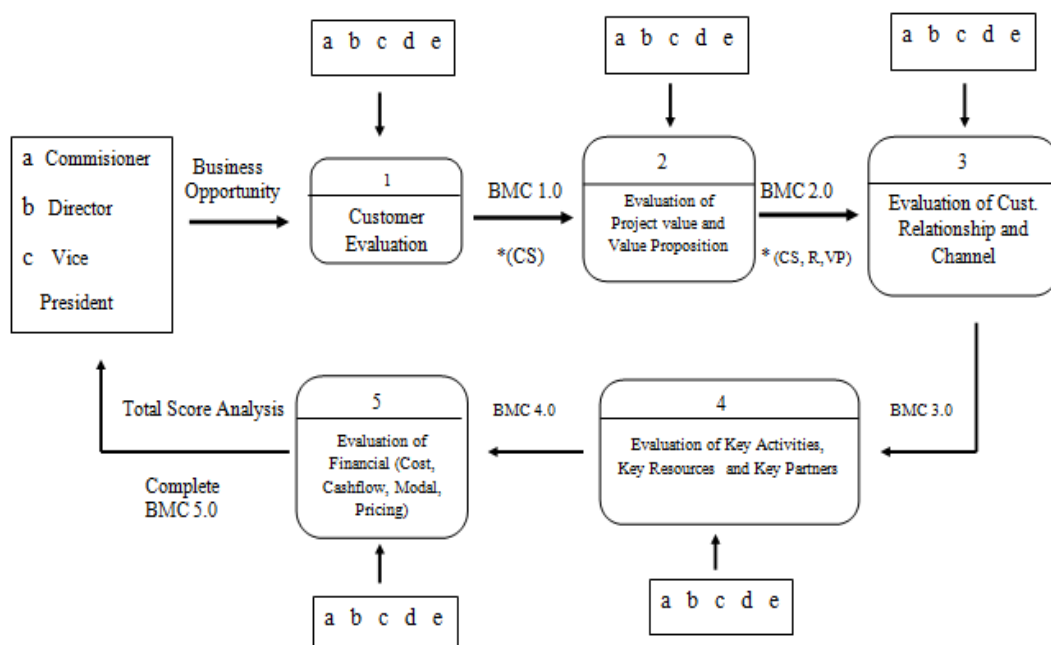 a b c d e
a b c d e
a b c d e
a Commisioner
b Director
c Vice
President
Business
Opportunity
1
Customer
Evaluation
BMC 1.0
*(CS)
2
Evaluation of
Project value and
Value Proposition
BMC 2.0
* (CS, R,VP)
3
Evaluation of Cust.
Relationship and
Channel
BMC 3.0
4
Evaluation of Key Activities,
Key Resources and Key Partners
a b c d e
BMC 4.0
5
Evaluation of
Financial (Cost,
Cashflow, Modal,
Pricing)
a b c d e
Total Score Analysis
Complete
BMC 5.0